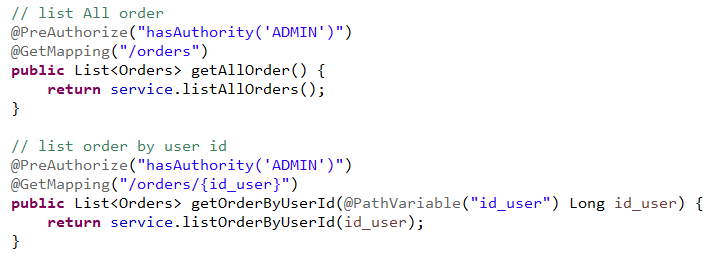 // list All order
@PreAuthorize("hasAuthority('ADMIN')")
@GetMapping("/orders")
public List<Orders> getAllOrder() {
    return service.listAllOrders();
}

// list order by user id
@PreAuthorize("hasAuthority('ADMIN')")
@GetMapping("/orders/{id_user}")
public List<Orders> getOrderByUserId(@PathVariable("id_user") Long id_user) {
    return service.listOrderByUserId(id_user);
}